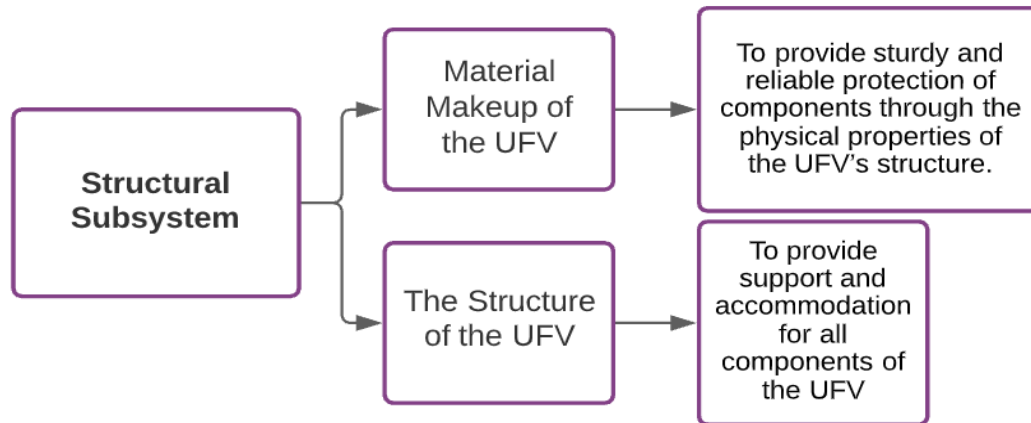 Structural
Subsystem
Material
Makeup of
the UFV
To provide sturdy and
reliable protection of
components through the
physical properties of
the UFV’s structure.
The Structure
of the UFV
To provide
support and
accommodation
for all
components of
the UFV